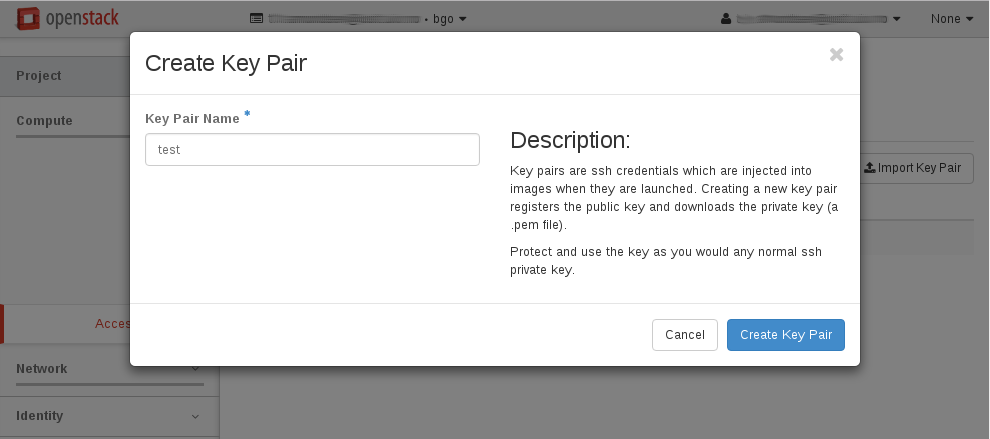 openstack
• bgo
None
Create Key Pair
Project
Compute
Key Pair Name *
test
Description:
Key pairs are ssh credentials which are injected into
images when they are launched. Creating a new key pair
registers the public key and downloads the private key (a
.pem file).
Protect and use the key as you would any normal ssh
private key.
Import Key Pair
Cancel
Create Key Pair
Network
Identity